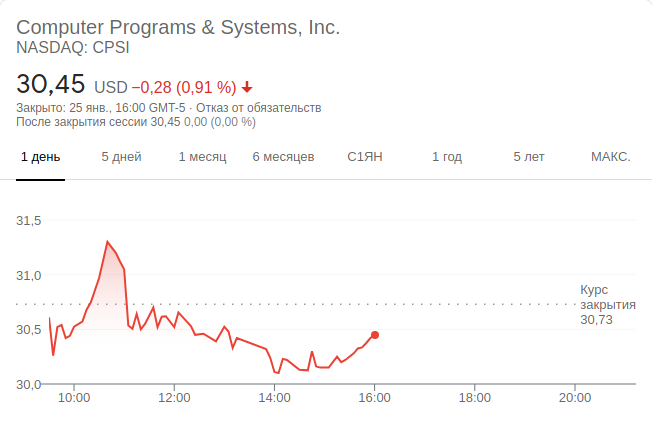 Computer Programs & Systems, Inc.
NASDAQ: CPSI
30,45 USD −0,28 (0,91 %)
Закрыто: 25 янв., 16:00 GMT-5 · Отказ от обязательств
После закрытия сессии 30,45 0,00 (0,00 %)
1 день 5 дней 1 месяц 6 месяцев С1ЯН 1 год 5 лет МАКС.
31,5
31,0
Курс
закрытия
30,73
30,5
30,0
10:00 12:00 14:00 16:00 18:00 20:00